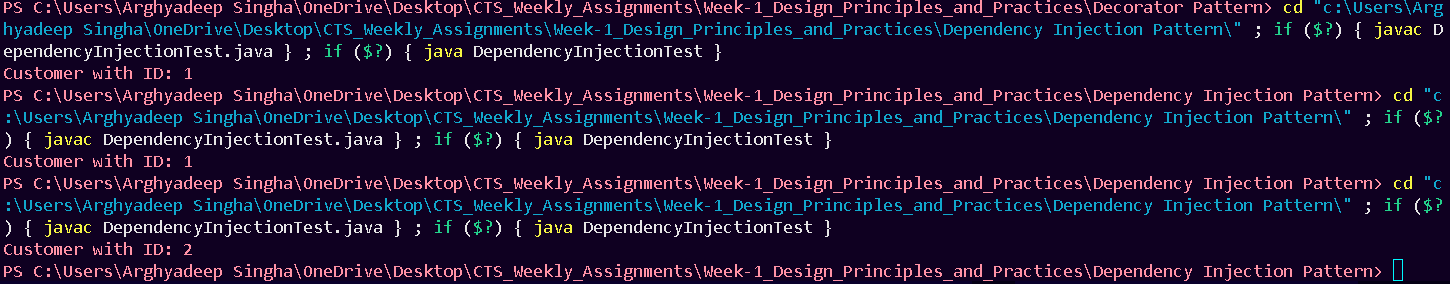 PS C:\Users\Arghyadeep Singha\OneDrive\Desktop\CTS_Weekly_Assignments\Week-1_Design_Principles_and_Practices\Decorator Pattern> cd "c:\Users\Arg
hyadeep Singha\OneDrive\Desktop\CTS_Weekly_Assignments\Week-1_Design_Principles_and_Practices\Dependency Injection Pattern\" ; if ($?) { javac D
ependencyInjectionTest.java } ; if ($?) { java DependencyInjectionTest }
Customer with ID: 1
PS C:\Users\Arghyadeep Singha\OneDrive\Desktop\CTS_Weekly_Assignments\Week-1_Design_Principles_and_Practices\Dependency Injection Pattern> cd "c
:\Users\Arghyadeep Singha\OneDrive\Desktop\CTS_Weekly_Assignments\Week-1_Design_Principles_and_Practices\Dependency Injection Pattern\" ; if ($?
) { javac DependencyInjectionTest.java } ; if ($?) { java DependencyInjectionTest }
Customer with ID: 1
PS C:\Users\Arghyadeep Singha\OneDrive\Desktop\CTS_Weekly_Assignments\Week-1_Design_Principles_and_Practices\Dependency Injection Pattern> cd "c
:\Users\Arghyadeep Singha\OneDrive\Desktop\CTS_Weekly_Assignments\Week-1_Design_Principles_and_Practices\Dependency Injection Pattern\" ; if ($?
) { javac DependencyInjectionTest.java } ; if ($?) { java DependencyInjectionTest }
Customer with ID: 2
PS C:\Users\Arghyadeep Singha\OneDrive\Desktop\CTS_Weekly_Assignments\Week-1_Design_Principles_and_Practices\Dependency Injection Pattern>